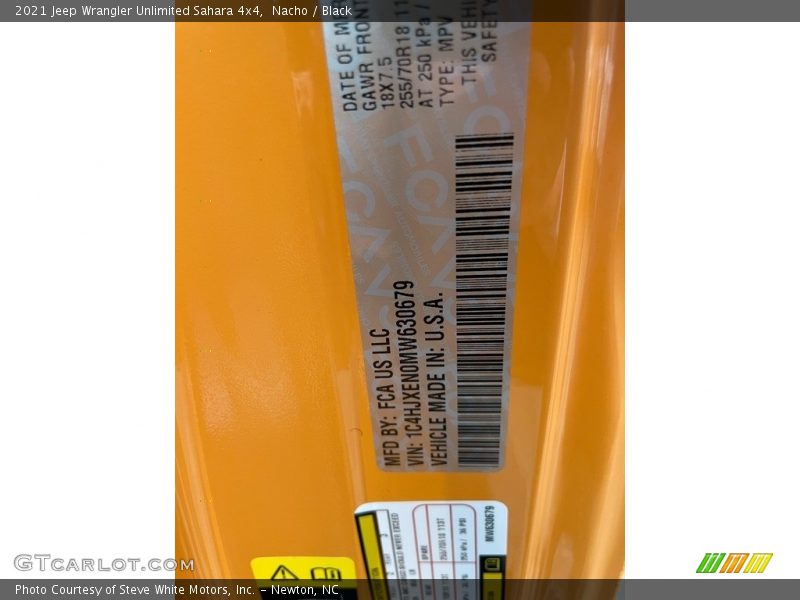 2021 Jeep Wrangler Unlimited Sahara 4x4, Nacho / Black
DATE OF
GAWR FRONT
18X7.5
255/70R18
AT 250 kPa /
TYPE: MPV
THIS
SAFETY
MFD BY: FCA US LLC
VIN: 1C4HJXEN0MW630679
VEHICLE MADE IN: U.S.A.
MW630679
GTCarlot.com
Photo Courtesy of Steve White Motors, Inc. - Newton, NC